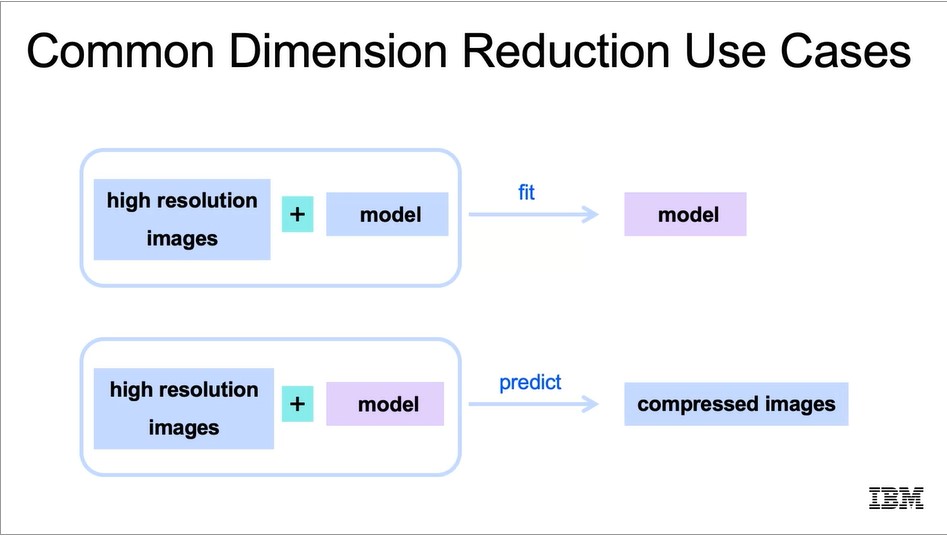 Common Dimension Reduction Use Cases
high resolution
images
+
model
fit
model
high resolution
images
+
model
predict
compressed images
IBM